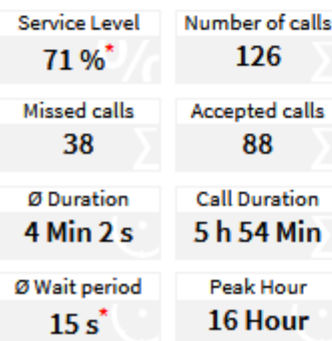 Service Level
71 %*
Number of calls
126
Missed calls
38
Accepted calls
88
Ø Duration
4 Min 2 s
Call Duration
5 h 54 Min
Ø Wait period
15 s*
Peak Hour
16 Hour